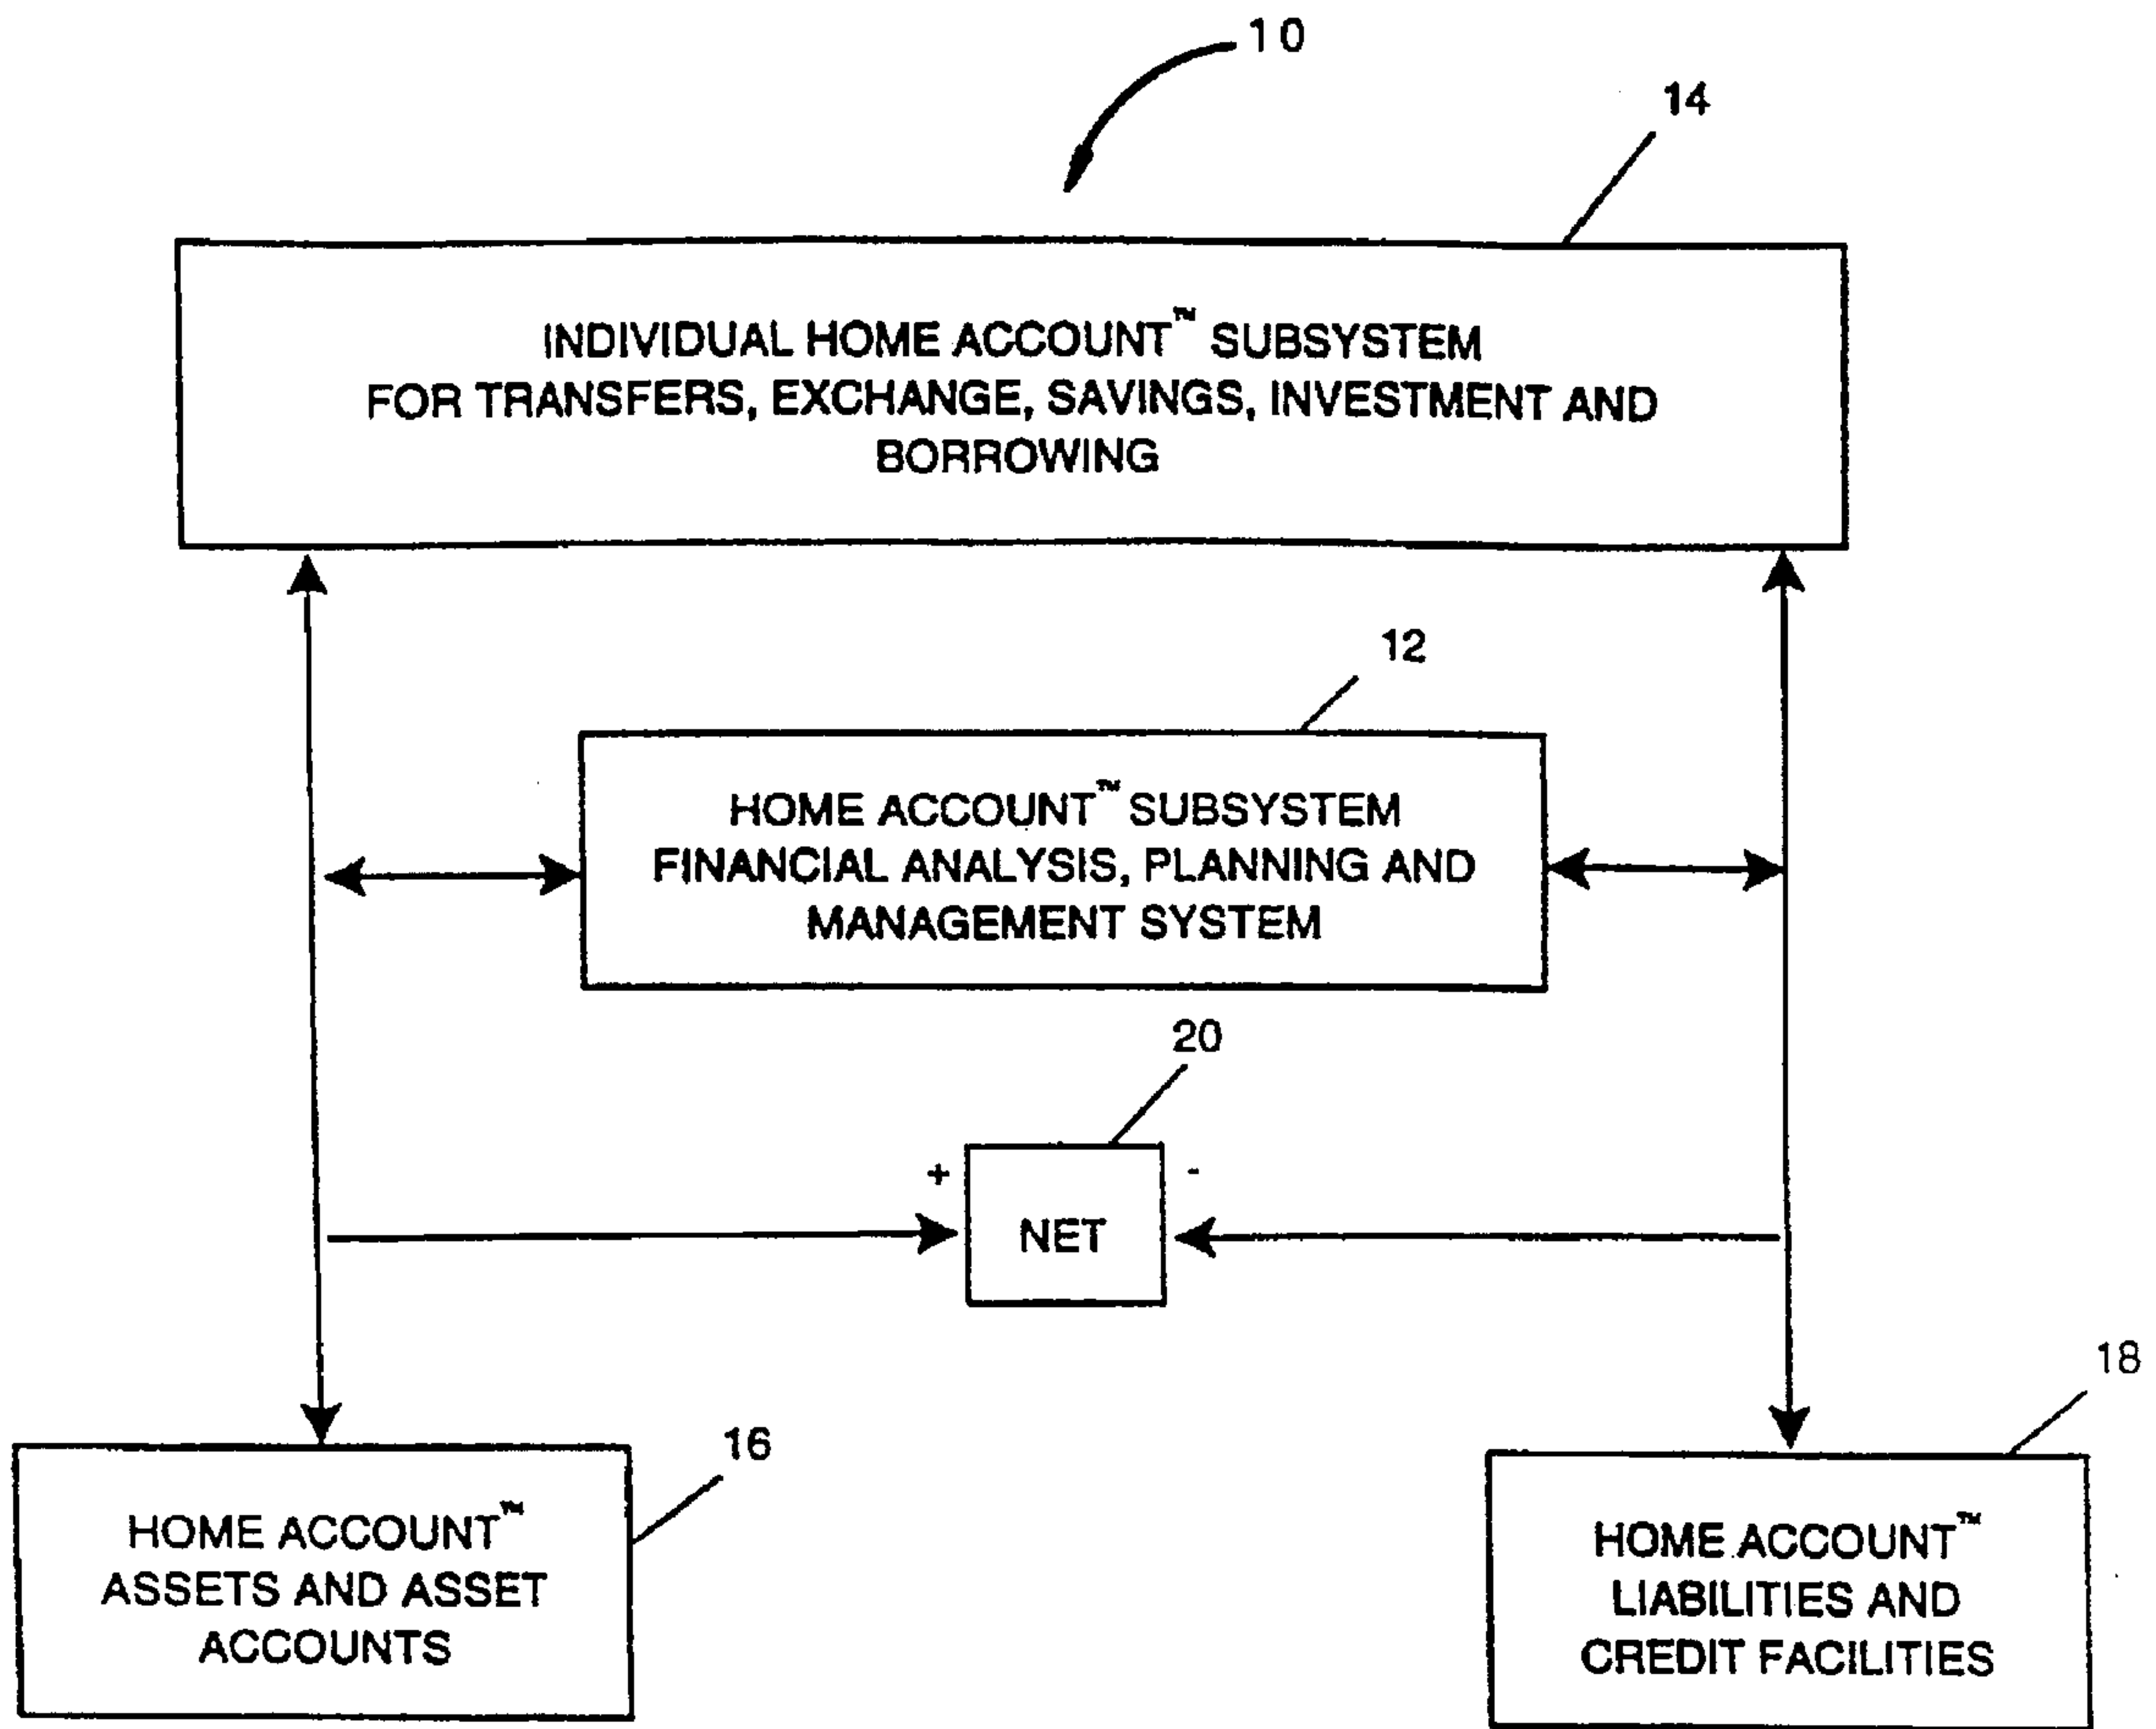 10
14
INDIVIDUAL HOME ACCOUNT™ SUBSYSTEM
FOR TRANSFERS, EXCHANGE, SAVINGS, INVESTMENT AND
BORROWING
12
HOME ACCOUNT™ SUBSYSTEM
FINANCIAL ANALYSIS, PLANNING AND
MANAGEMENT SYSTEM
20
+ -
NET
16
HOME ACCOUNT™
ASSETS AND ASSET
ACCOUNTS
18
HOME ACCOUNT™
LIABILITIES AND
CREDIT FACILITIES